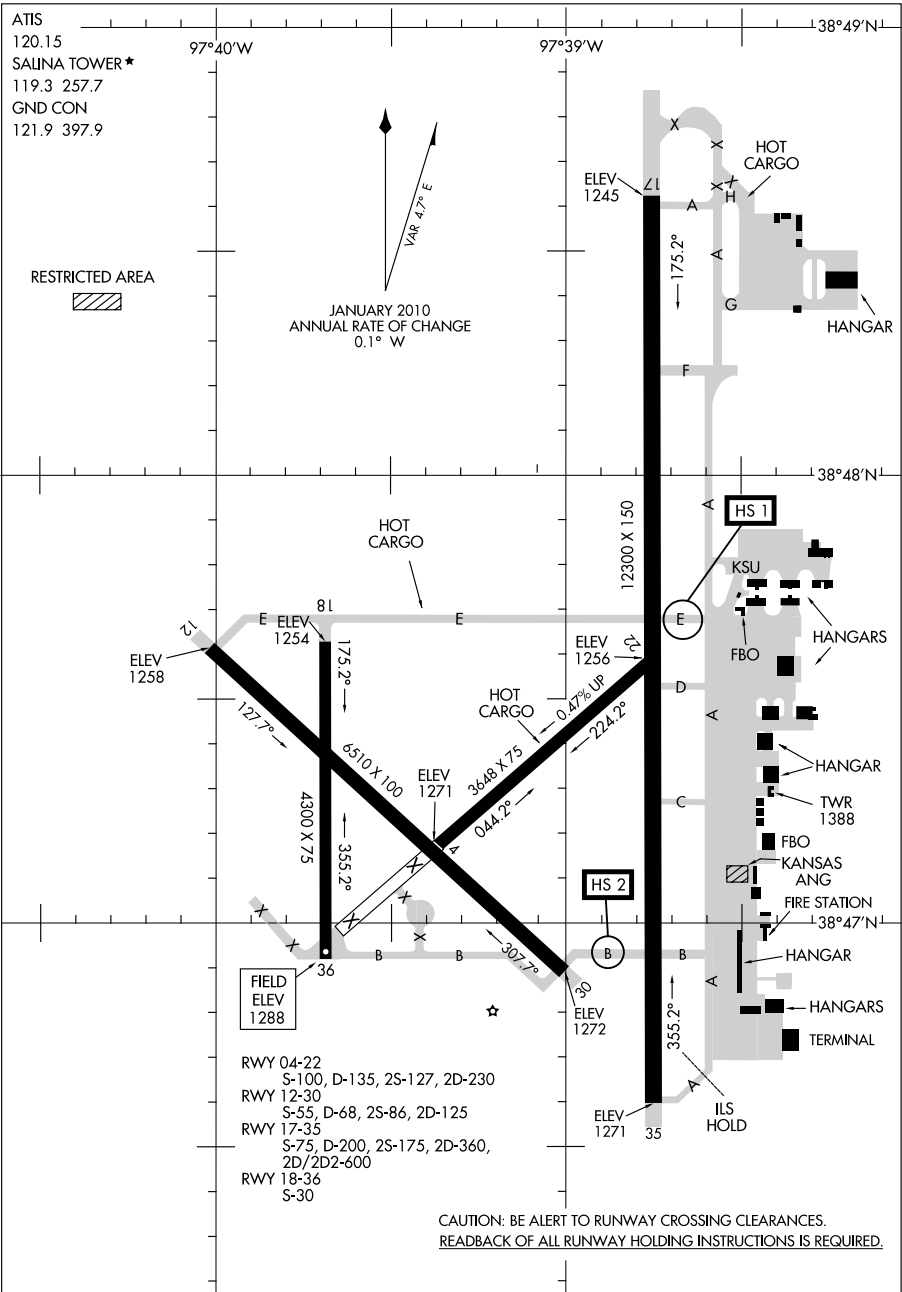 ATIS
120.15
SALINA TOWER★
119.3 257.7
GND CON
121.9 397.9
97°40'W
97°39'W
38°49'N
VAR 4.7° E
JANUARY 2010
ANNUAL RATE OF CHANGE
0.1° W
RESTRICTED AREA
X
X
X
X
H
HOT
CARGO
ELEV
1245
17
A
A
175.2°
G
HANGAR
F
38°48'N
A
HS 1
12300 X 150
HOT
CARGO
KSU
FBO
HANGARS
18
E
E
E
12
ELEV
1254
ELEV
1258
175.2°
127.7°
ELEV
1256
22
HOT
CARGO
0.47% UP
224.2°
D
A
6510 X 100
ELEV
1271
3648 X 75
044.2°
4
4300 X 75
355.2°
C
HANGAR
TWR
1388
FBO
KANSAS
ANG
HS 2
FIRE STATION
38°47'N
X
X
X
X
X
X
B
B
B
B
307.7°
30
36
FIELD
ELEV
1288
ELEV
1272
HANGAR
A
355.2°
HANGARS
TERMINAL
RWY 04-22
S-100, D-135, 2S-127, 2D-230
RWY 12-30
S-55, D-68, 2S-86, 2D-125
RWY 17-35
S-75, D-200, 2S-175, 2D-360,
2D/2D2-600
RWY 18-36
S-30
A
ELEV
1271
35
ILS
HOLD
CAUTION: BE ALERT TO RUNWAY CROSSING CLEARANCES.
READBACK OF ALL RUNWAY HOLDING INSTRUCTIONS IS REQUIRED.